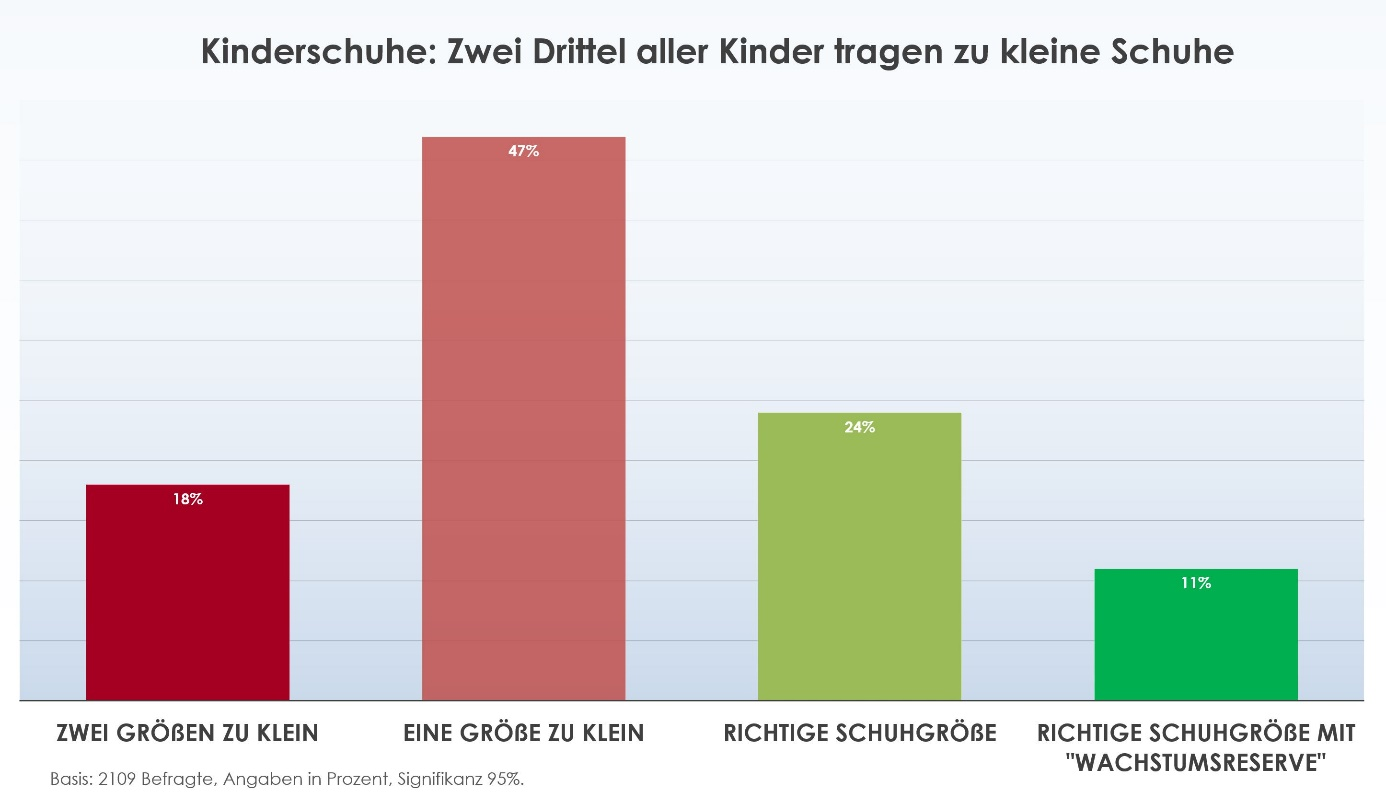 Kinderschuhe: Zwei Drittel aller Kinder tragen zu kleine Schuhe
47%
24%
18%
11%
ZWEI GRÖßEN ZU KLEIN
EINE GRÖßE ZU KLEIN
RICHTIGE SCHUHGRÖßE
RICHTIGE SCHUHGRÖßE MIT
"WACHSTUMSRESERVE"
Basis: 2109 Befragte, Angaben in Prozent, Signifikanz 95%.